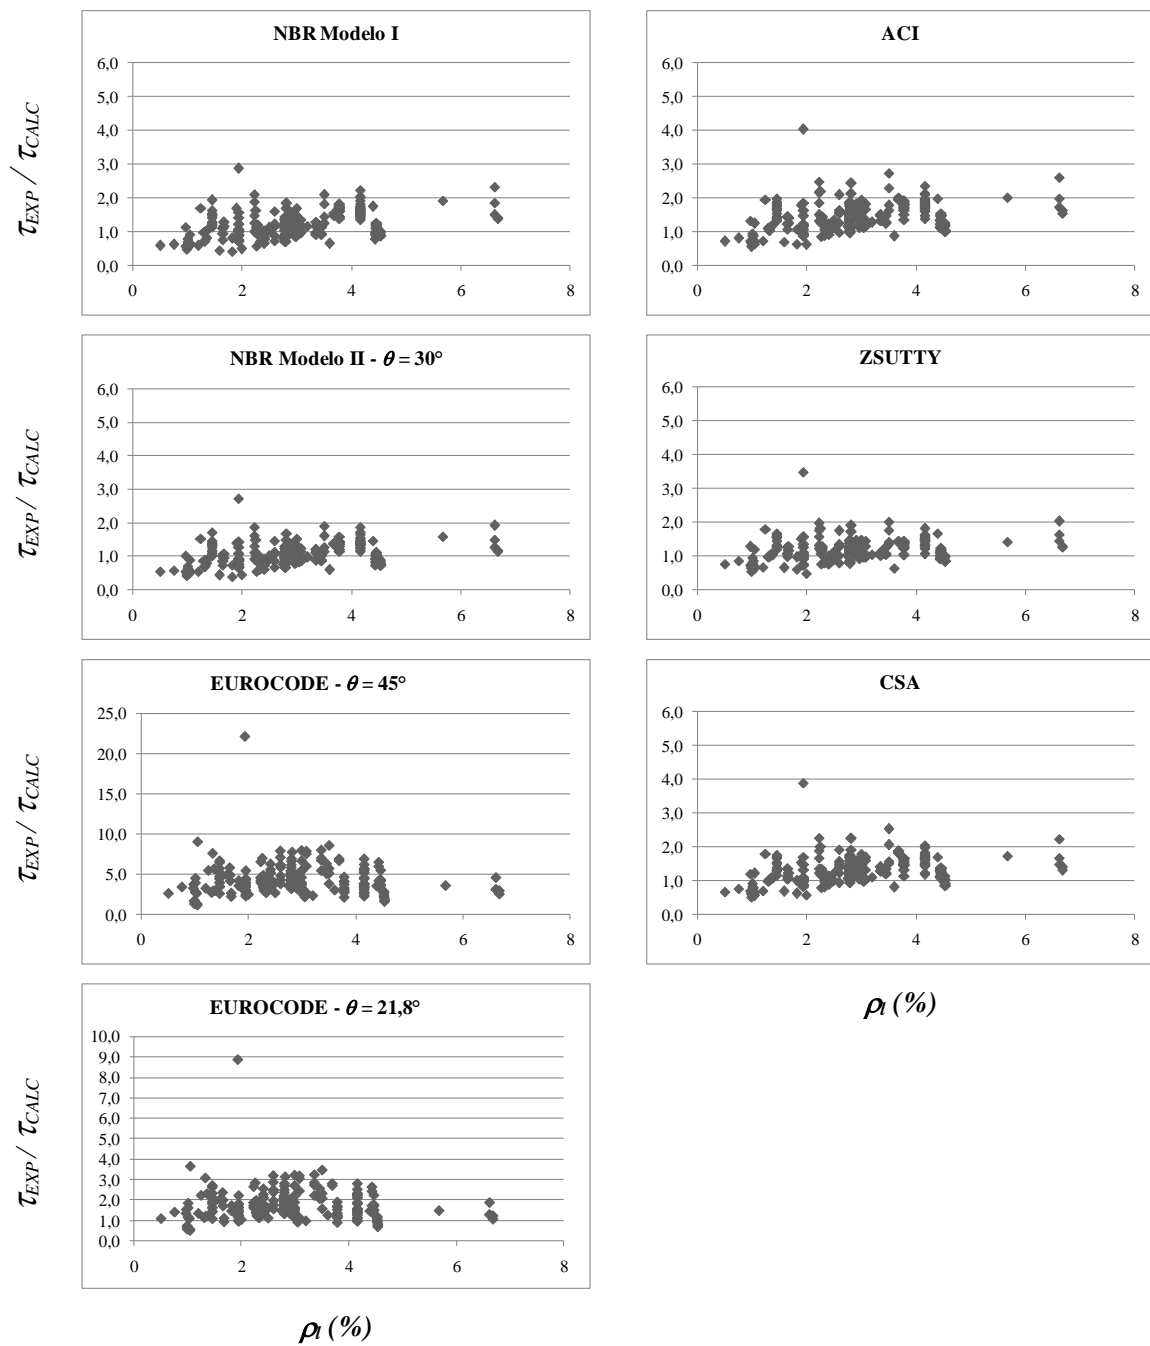 NBR Modelo I
τEXP / τCALC
6,0
5,0
4,0
3,0
2,0
1,0
0,0
0 2 4 6 8
ACI
6,0
5,0
4,0
3,0
2,0
1,0
0,0
0 2 4 6 8
NBR Modelo II - θ = 30°
τEXP / τCALC
6,0
5,0
4,0
3,0
2,0
1,0
0,0
0 2 4 6 8
ZSUTTY
6,0
5,0
4,0
3,0
2,0
1,0
0,0
0 2 4 6 8
EUROCODE - θ = 45°
τEXP / τCALC
25,0
20,0
15,0
10,0
5,0
0,0
0 2 4 6 8
CSA
6,0
5,0
4,0
3,0
2,0
1,0
0,0
0 2 4 6 8
ρl (%)
EUROCODE - θ = 21,8°
τEXP / τCALC
10,0
9,0
8,0
7,0
6,0
5,0
4,0
3,0
2,0
1,0
0,0
0 2 4 6 8
ρl (%)